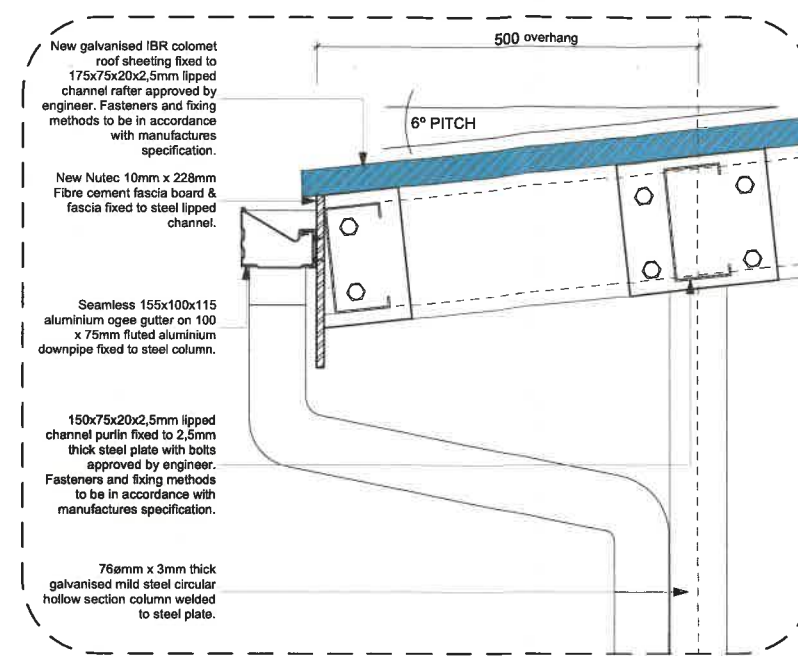 500 overhang
6º PITCH
New galvanised IBR colomet
roof sheeting fixed to
175x75x20x2,5mm lipped
channel rafter approved by
engineer. Fasteners and fixing
methods to be in accordance
with manufactures
specification.
New Nutec 10mm x 228mm
Fibre cement fascia board &
fascia fixed to steel lipped
channel.
Seamless 155x100x115
aluminium ogee gutter on 100
x 75mm fluted aluminium
downpipe fixed to steel column.
150x75x20x2,5mm lipped
channel purlin fixed to 2,5mm
thick steel plate with bolts
approved by engineer.
Fasteners and fixing methods
to be in accordance with
manufactures specification.
76ømm x 3mm thick
galvanised mild steel circular
hollow section column welded
to steel plate.